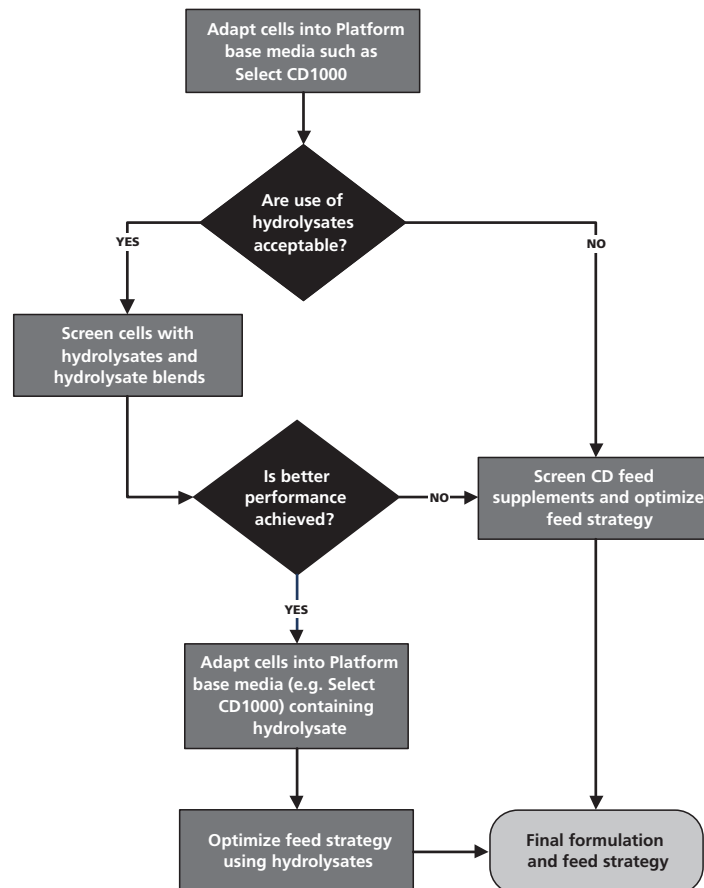 Adapt cells into Platform
base media such as
Select CD1000
Are use of
hydrolysates
acceptable?
YES
NO
Screen cells with
hydrolysates and
hydrolysate blends
Is better
performance
achieved?
NO
Screen CD feed
supplements and optimize
feed strategy
YES
Adapt cells into Platform
base media (e.g. Select
CD1000) containing
hydrolysate
Optimize feed strategy
using hydrolysates
Final formulation
and feed strategy